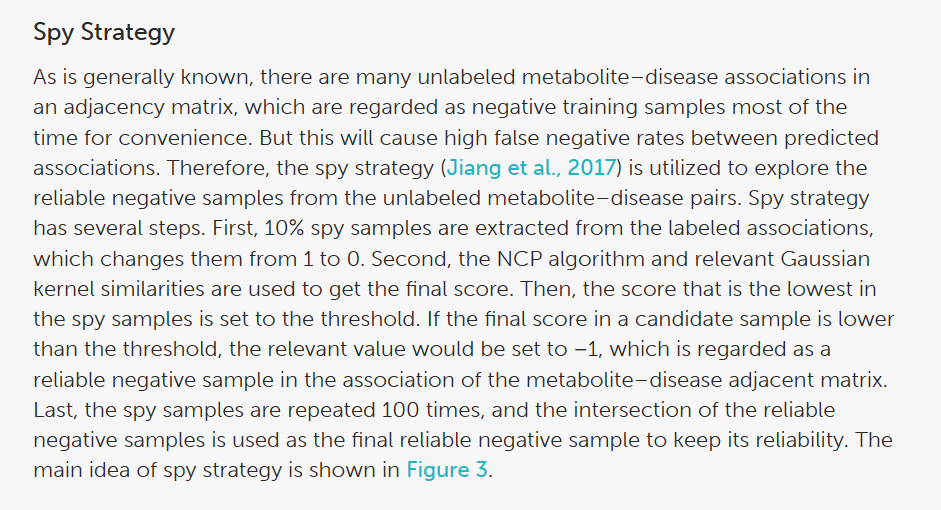 Spy Strategy
As is generally known, there are many unlabeled metabolite–disease associations in
an adjacency matrix, which are regarded as negative training samples most of the
time for convenience. But this will cause high false negative rates between predicted
associations. Therefore, the spy strategy (Jiang et al., 2017) is utilized to explore the
reliable negative samples from the unlabeled metabolite–disease pairs. Spy strategy
has several steps. First, 10% spy samples are extracted from the labeled associations,
which changes them from 1 to 0. Second, the NCP algorithm and relevant Gaussian
kernel similarities are used to get the final score. Then, the score that is the lowest in
the spy samples is set to the threshold. If the final score in a candidate sample is lower
than the threshold, the relevant value would be set to –1, which is regarded as a
reliable negative sample in the association of the metabolite–disease adjacent matrix.
Last, the spy samples are repeated 100 times, and the intersection of the reliable
negative samples is used as the final reliable negative sample to keep its reliability. The
main idea of spy strategy is shown in Figure 3.